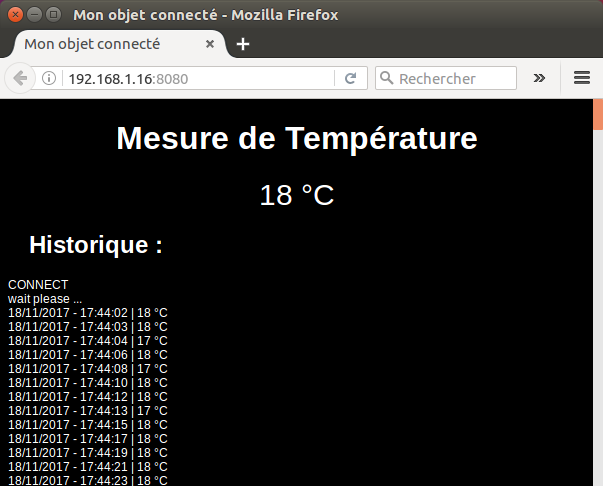 Mon objet connecté - Mozilla Firefox
Mon objet connecté
192.168.1.16:8080
Rechercher
Mesure de Température
18 °C
Historique :
CONNECT
wait please ...
18/11/2017 - 17:44:02 | 18 °C
18/11/2017 - 17:44:03 | 18 °C
18/11/2017 - 17:44:04 | 17 °C
18/11/2017 - 17:44:06 | 18 °C
18/11/2017 - 17:44:08 | 17 °C
18/11/2017 - 17:44:10 | 18 °C
18/11/2017 - 17:44:12 | 18 °C
18/11/2017 - 17:44:13 | 17 °C
18/11/2017 - 17:44:15 | 18 °C
18/11/2017 - 17:44:17 | 18 °C
18/11/2017 - 17:44:19 | 18 °C
18/11/2017 - 17:44:21 | 18 °C
18/11/2017 - 17:44:23 | 18 °C